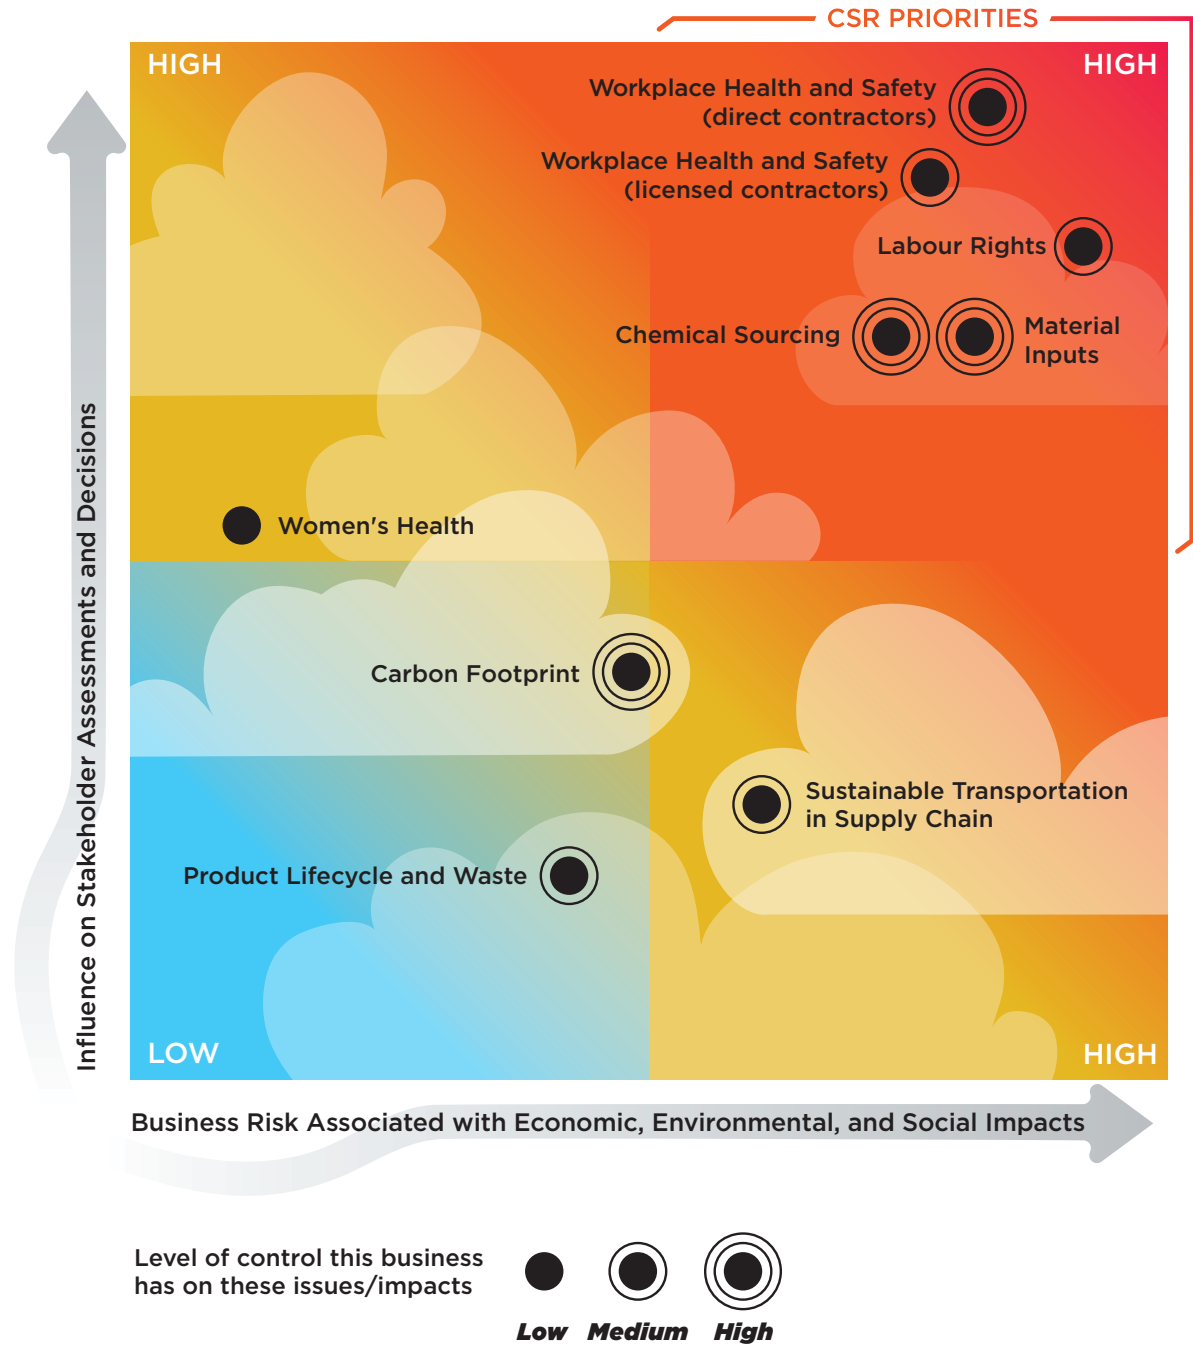 CSR PRIORITIES
HIGH
HIGH
Workplace Health and Safety
(direct contractors)
Workplace Health and Safety
(licensed contractors)
Labour Rights
Chemical Sourcing
Material
Inputs
Influence on Stakeholder Assessments and Decisions
Women's Health
Carbon Footprint
Sustainable Transportation
in Supply Chain
Product Lifecycle and Waste
LOW
HIGH
Business Risk Associated with Economic, Environmental, and Social Impacts
Level of control this business
has on these issues/impacts
Low Medium High